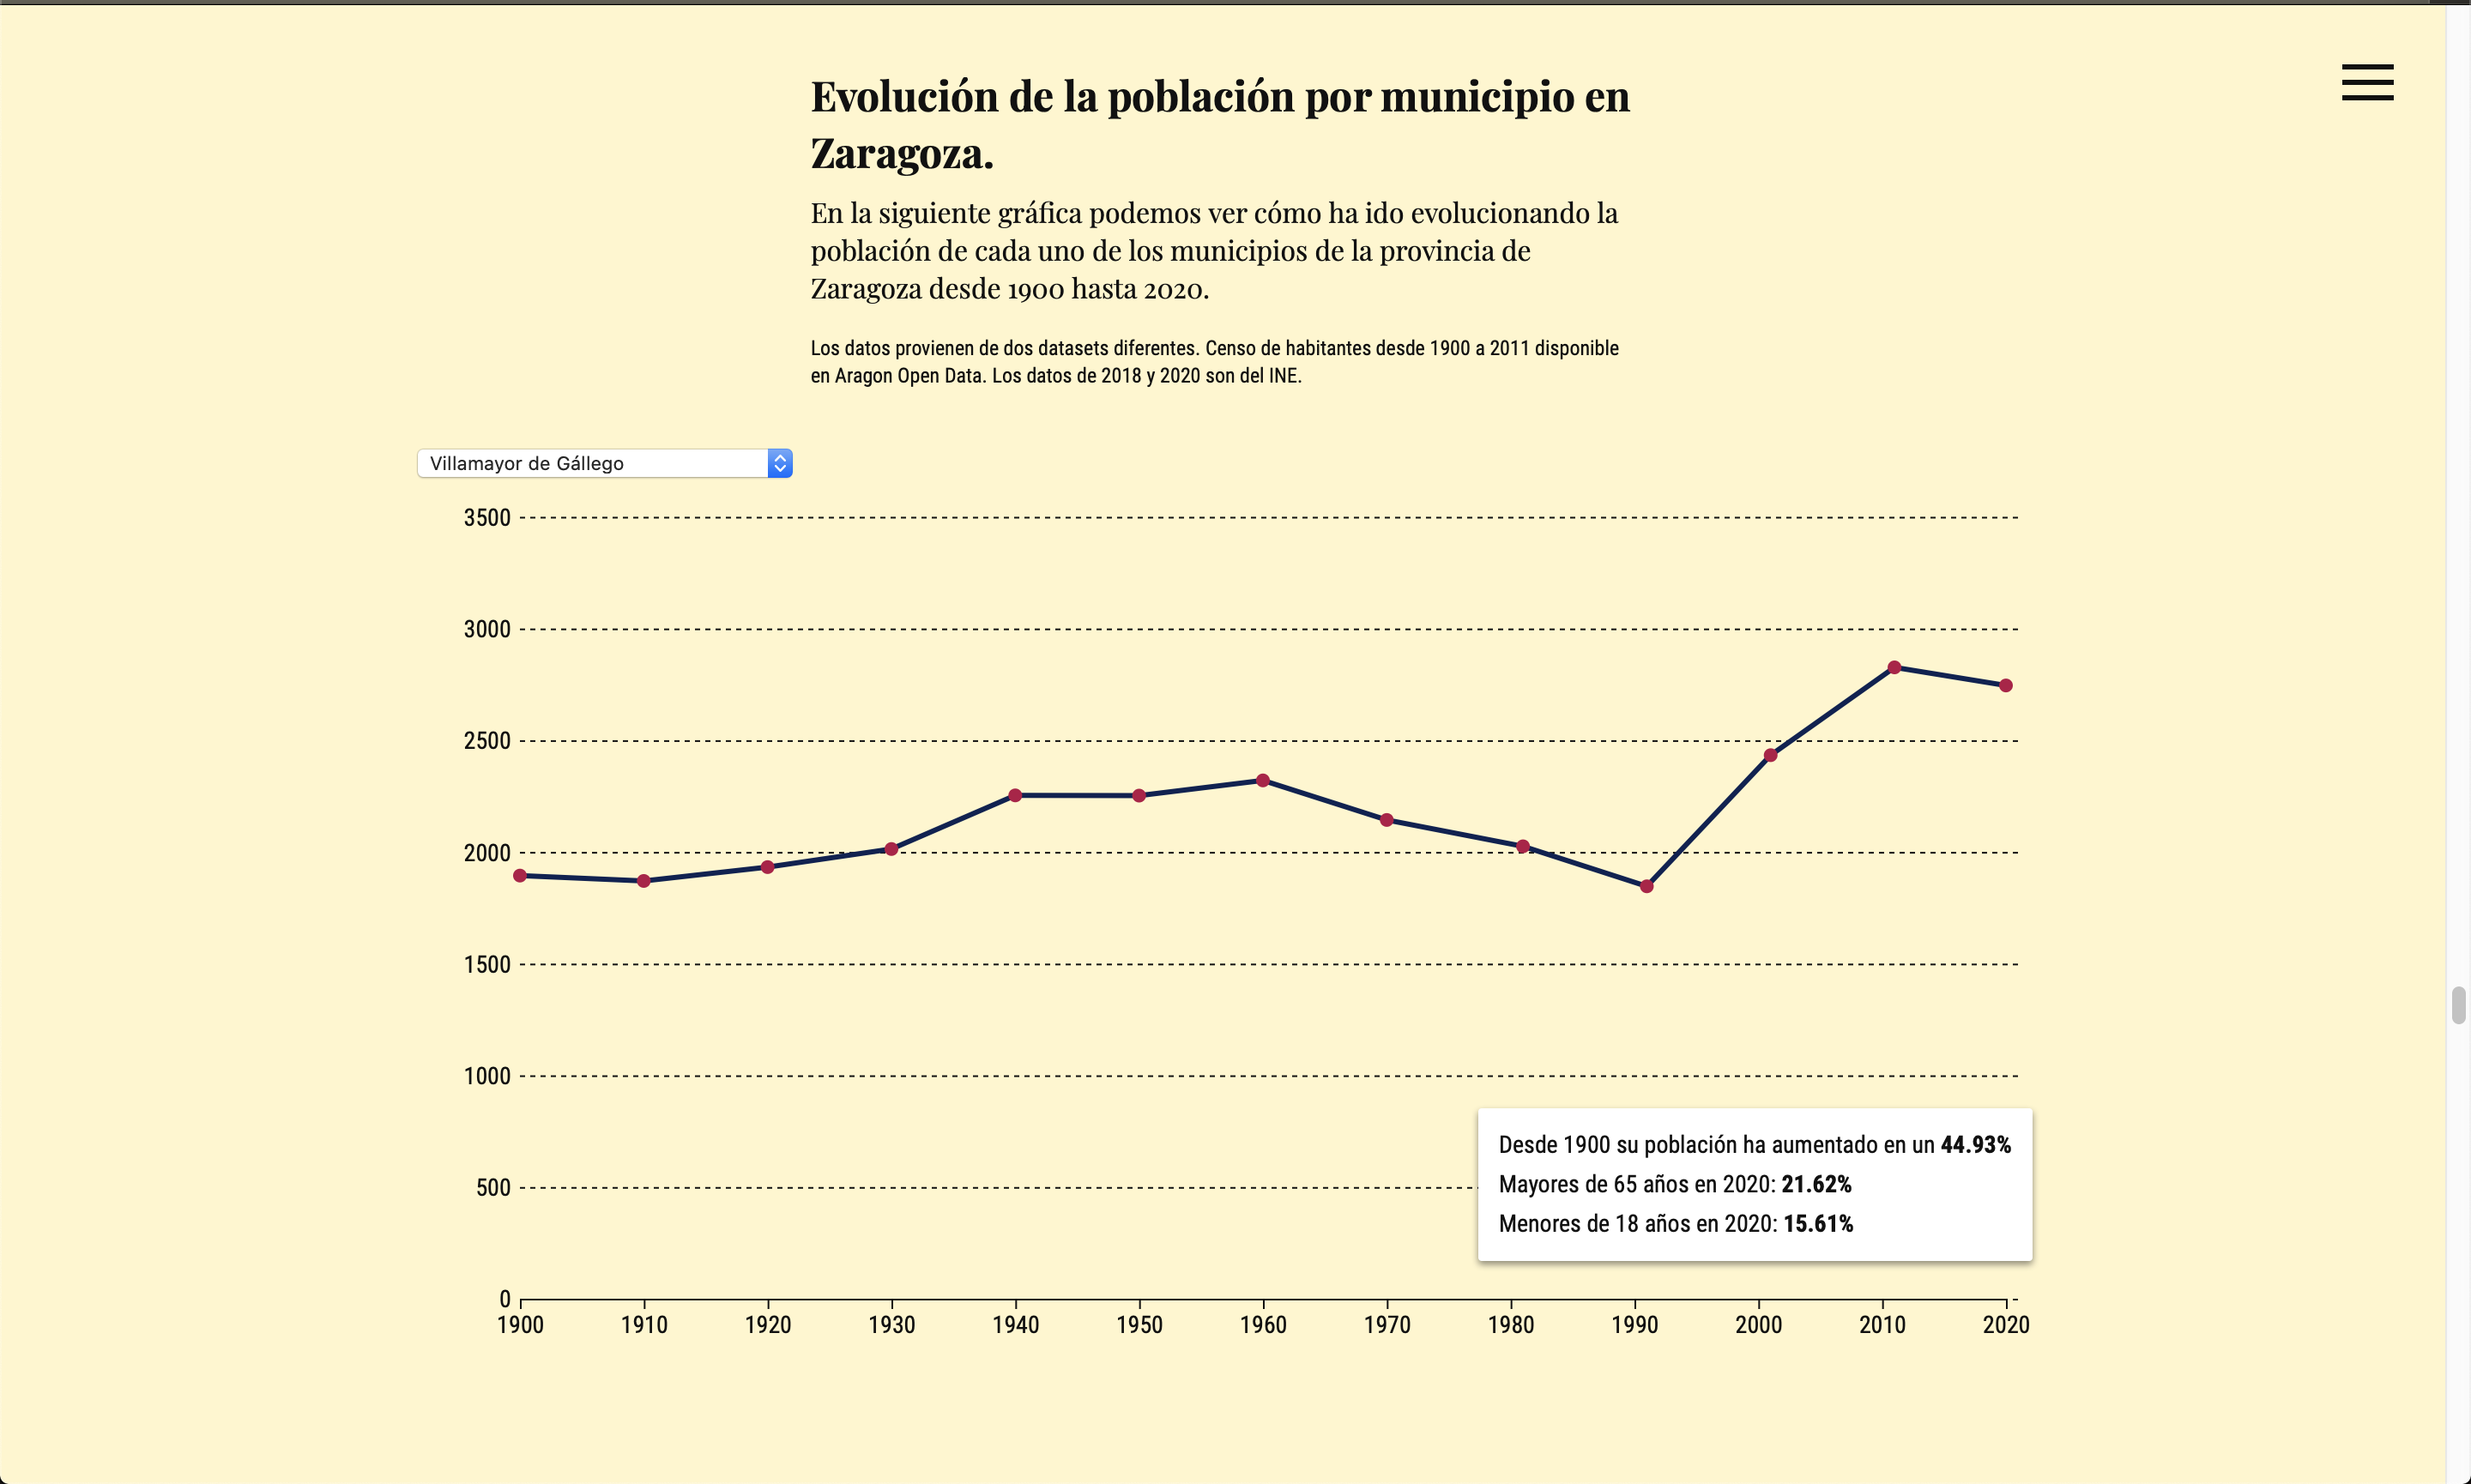 Evolución de la población por municipio en
Zaragoza.
En la siguiente gráfica podemos ver cómo ha ido evolucionando la
población de cada uno de los municipios de la provincia de
Zaragoza desde 1900 hasta 2020.
Los datos provienen de dos datasets diferentes. Censo de habitantes desde 1900 a 2011 disponible
en Aragon Open Data. Los datos de 2018 y 2020 son del INE.
Villamayor de Gállego
3500
3000
2500
2000
1500
1000
500
0
Desde 1900 su población ha aumentado en un 44.93%
Mayores de 65 años en 2020: 21.62%
Menores de 18 años en 2020: 15.61%
1900 1910 1920 1930 1940 1950 1960 1970 1980 1990 2000 2010 2020